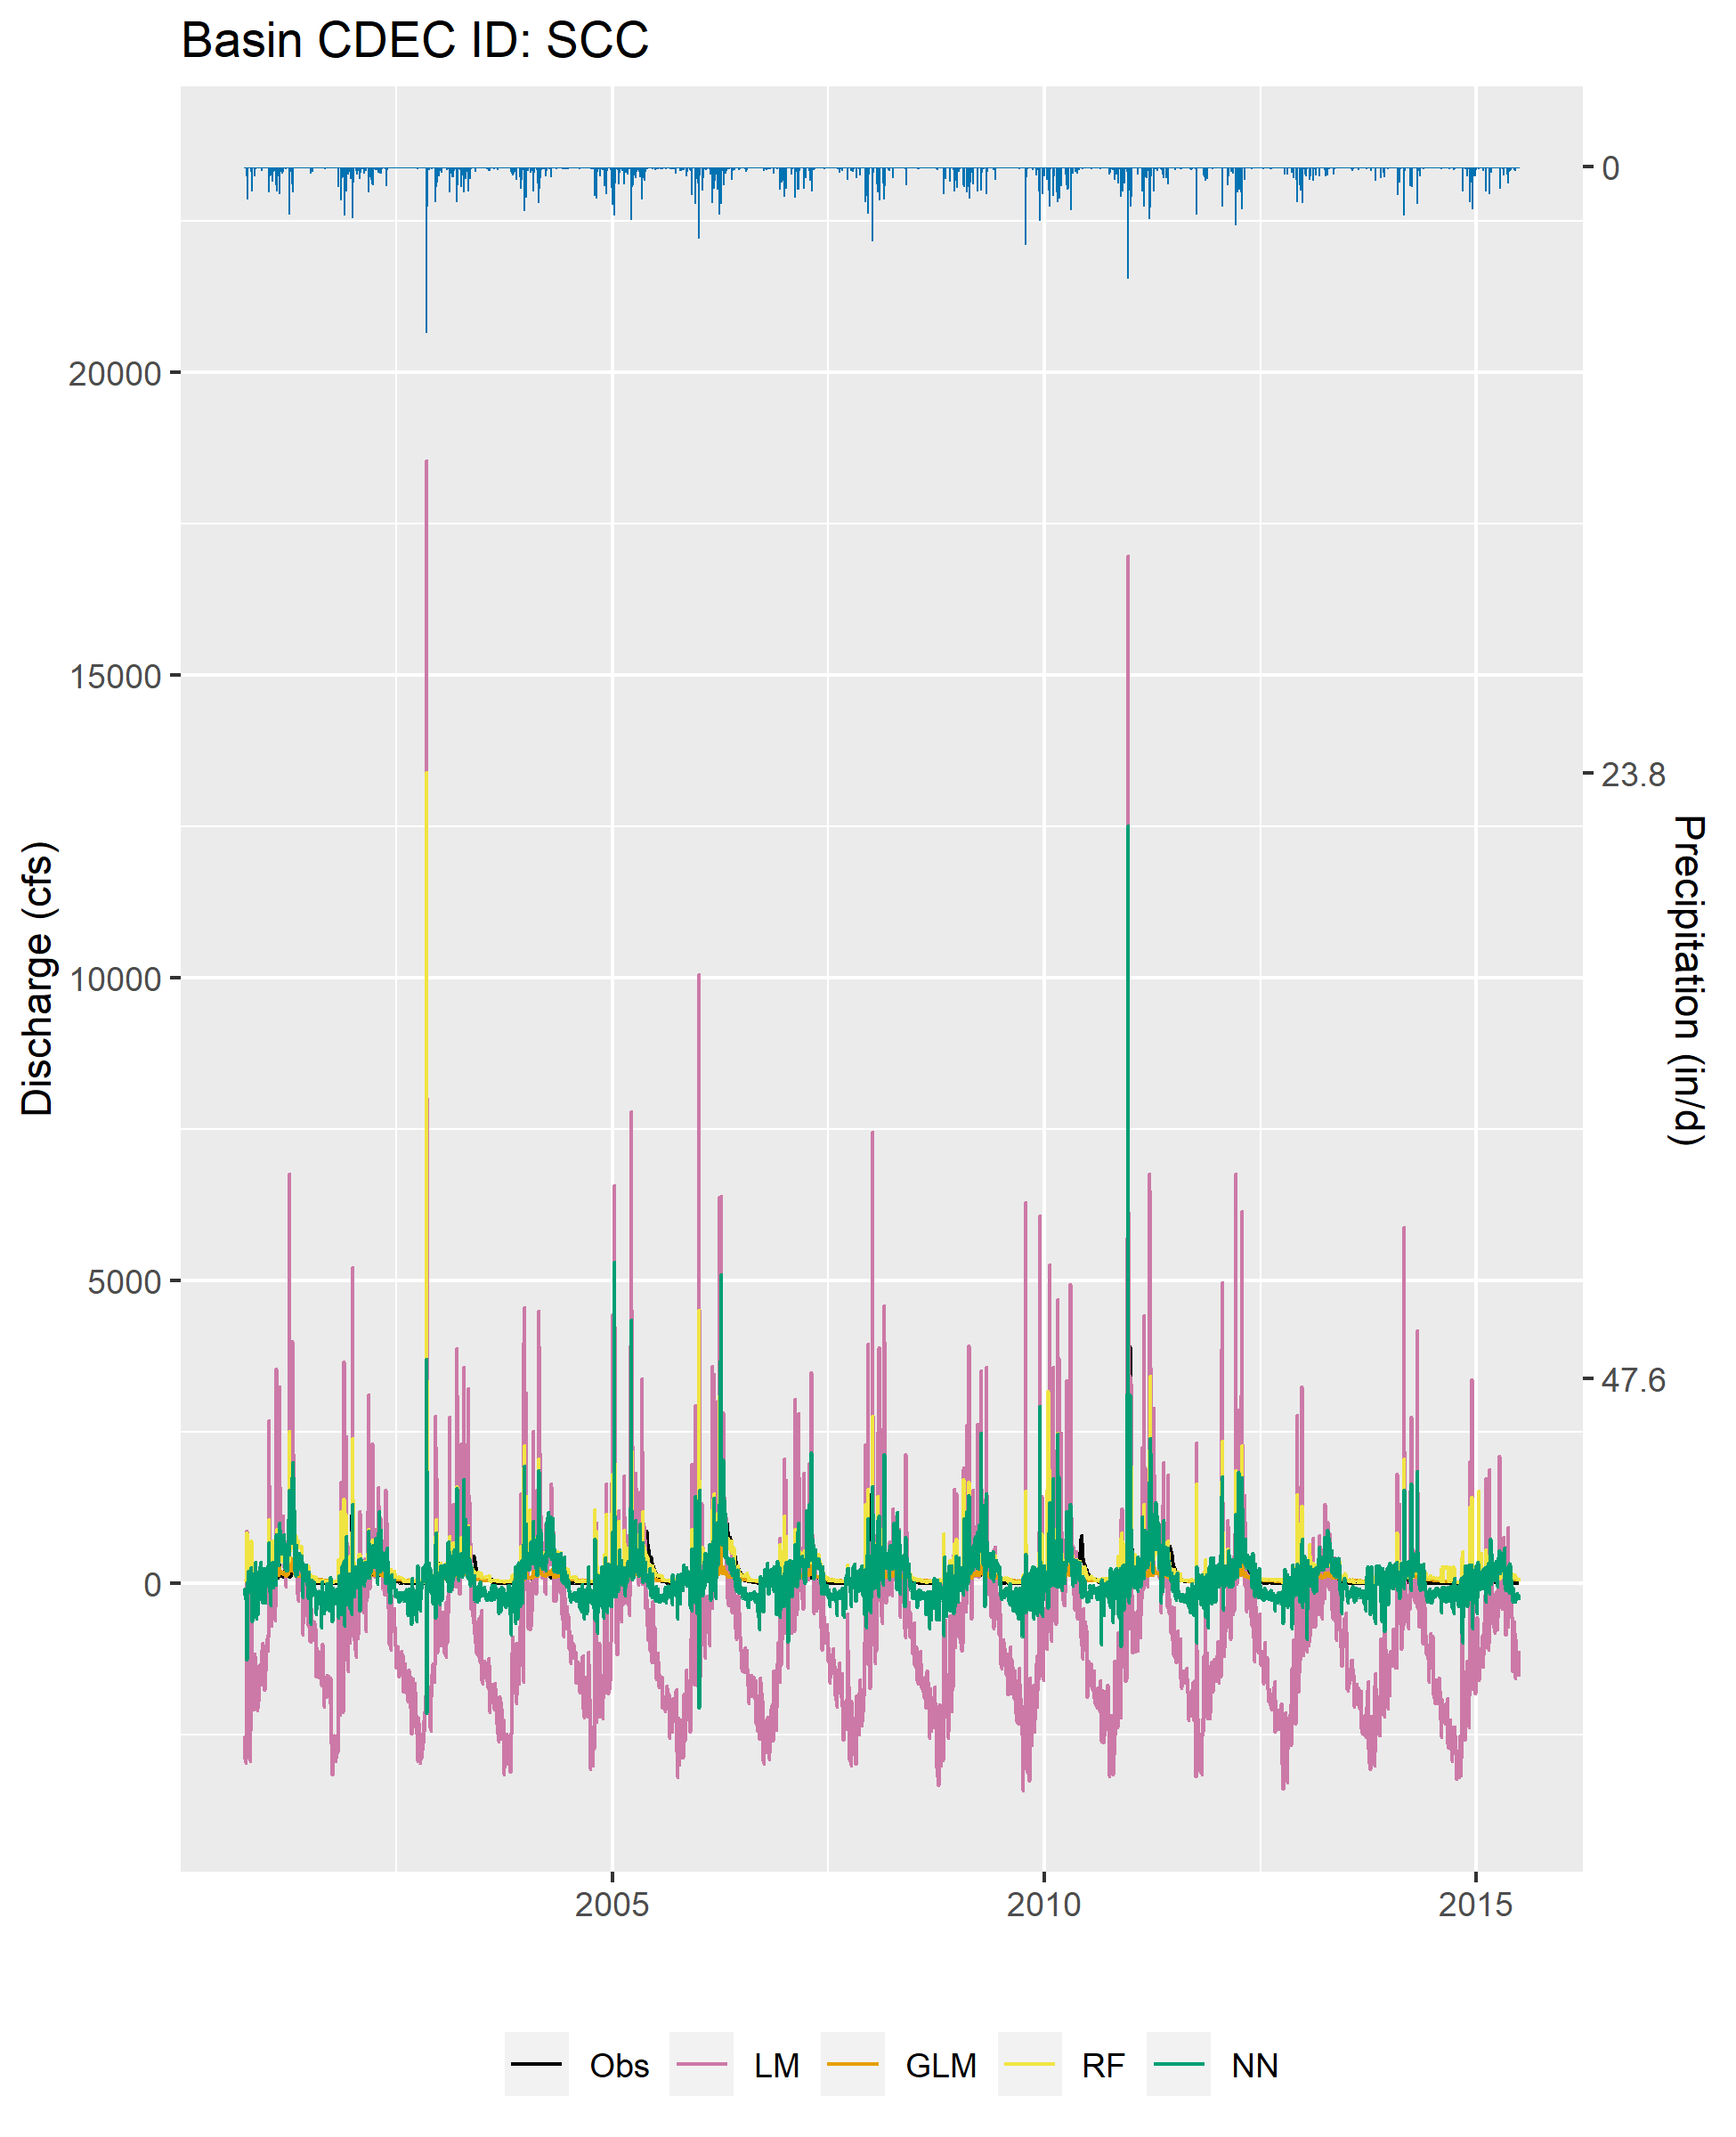 Basin CDEC ID: SCC
0
20000
15000
23.8
10000
5000
47.6
0
Discharge (cfs)
Precipitation (in/d)
2005 2010 2015
Obs LM GLM RF NN